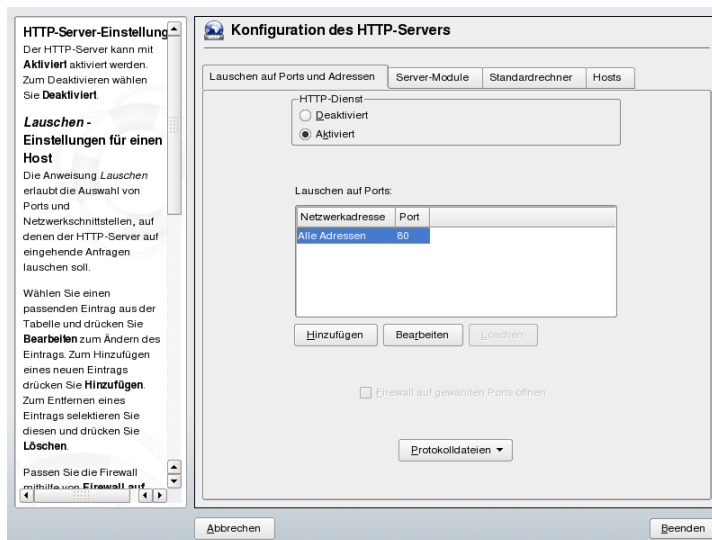 HTTP-Server-Einstellung
Der HTTP-Server kann mit
Aktiviert aktiviert werden.
Zum Deaktivieren wählen
Sie Deaktiviert.
Lauschen -
Einstellungen für einen
Host
Die Anweisung Lauschen
erlaubt die Auswahl von
Ports und
Netzwerkschnittstellen, auf
denen der HTTP-Server auf
eingehende Anfragen
lauschen soll.
Wählen Sie einen
passenden Eintrag aus der
Tabelle und drücken Sie
Bearbeiten zum Ändern des
Eintrags. Zum Hinzufügen
eines neuen Eintrags
drücken Sie Hinzufügen.
Zum Entfernen eines
Eintrags selektieren Sie
diesen und drücken Sie
Löschen.
Passen Sie die Firewall
mithilfe von Firewall auf
Konfiguration des HTTP-Servers
Lauschen auf Ports und Adressen Server-Module Standardrechner Hosts
HTTP-Dienst
Deaktiviert
Aktiviert
Lauschen auf Ports:
Netzwerkadresse Port
Alle Adressen 80
Hinzufügen Bearbeiten Löschen
Firewall auf gewählten Ports öffnen
Protokolldateien
Abbrechen Beenden